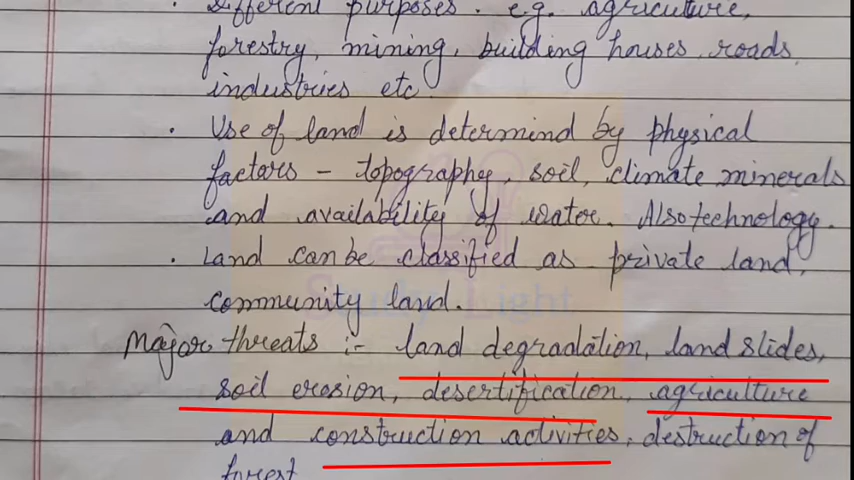 Different purposes. e.g. agriculture,
forestry, mining, building houses, roads,
industries etc.
• Use of land is determind by physical
factors - topography, soil, climate minerals
and availability of water. Also technology.
• Land can be classified as private land,
community land.
Major threats :- land degradation, land slides,
soil erosion, desertification, agriculture
and construction activities, destruction of
forest
Study Light